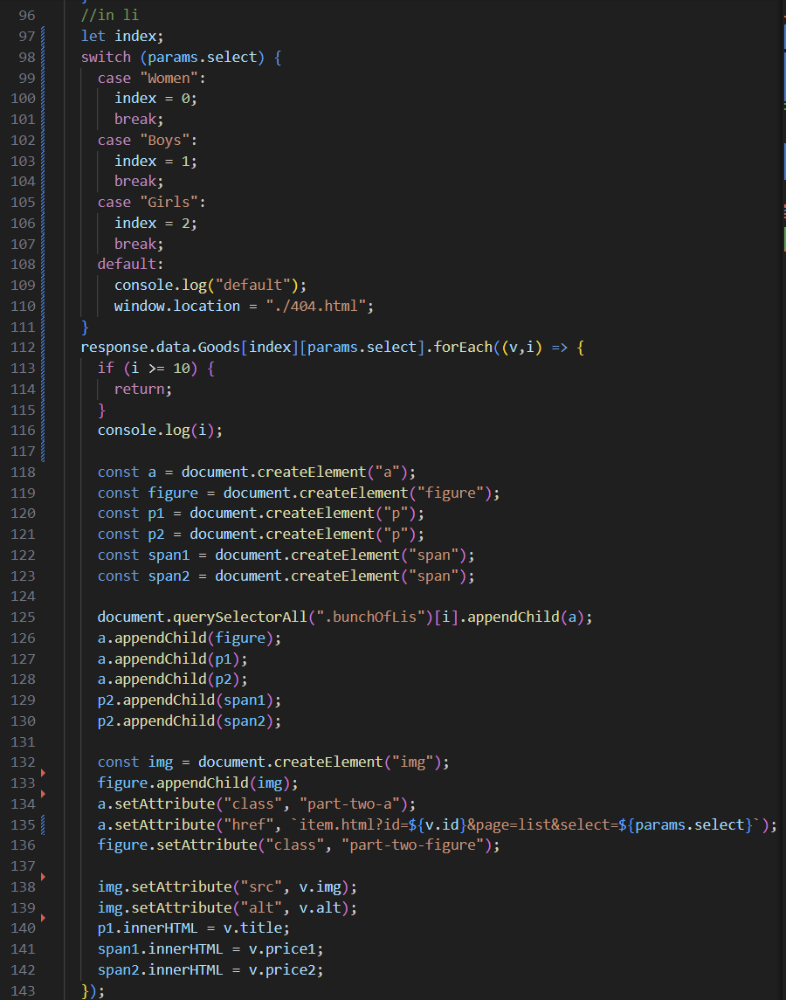 96 //in li
97 let index;
98 switch (params.select) {
99 case "Women":
100 index = 0;
101 break;
102 case "Boys":
103 index = 1;
104 break;
105 case "Girls":
106 index = 2;
107 break;
108 default:
109 console.log("default");
110 window.location = "./404.html";
111 }
112 response.data.Goods[index][params.select].forEach((v,i) => {
113 if (i >= 10) {
114 return;
115 }
116 console.log(i);
117
118 const a = document.createElement("a");
119 const figure = document.createElement("figure");
120 const p1 = document.createElement("p");
121 const p2 = document.createElement("p");
122 const span1 = document.createElement("span");
123 const span2 = document.createElement("span");
124
125 document.querySelectorAll(".bunchOfLis")[i].appendChild(a);
126 a.appendChild(figure);
127 a.appendChild(p1);
128 a.appendChild(p2);
129 p2.appendChild(span1);
130 p2.appendChild(span2);
131
132 const img = document.createElement("img");
133 figure.appendChild(img);
134 a.setAttribute("class", "part-two-a");
135 a.setAttribute("href", `item.html?id=${v.id}&page=list&select=${params.select}`);
136 figure.setAttribute("class", "part-two-figure");
137
138 img.setAttribute("src", v.img);
139 img.setAttribute("alt", v.alt);
140 p1.innerHTML = v.title;
141 span1.innerHTML = v.price1;
142 span2.innerHTML = v.price2;
143 });